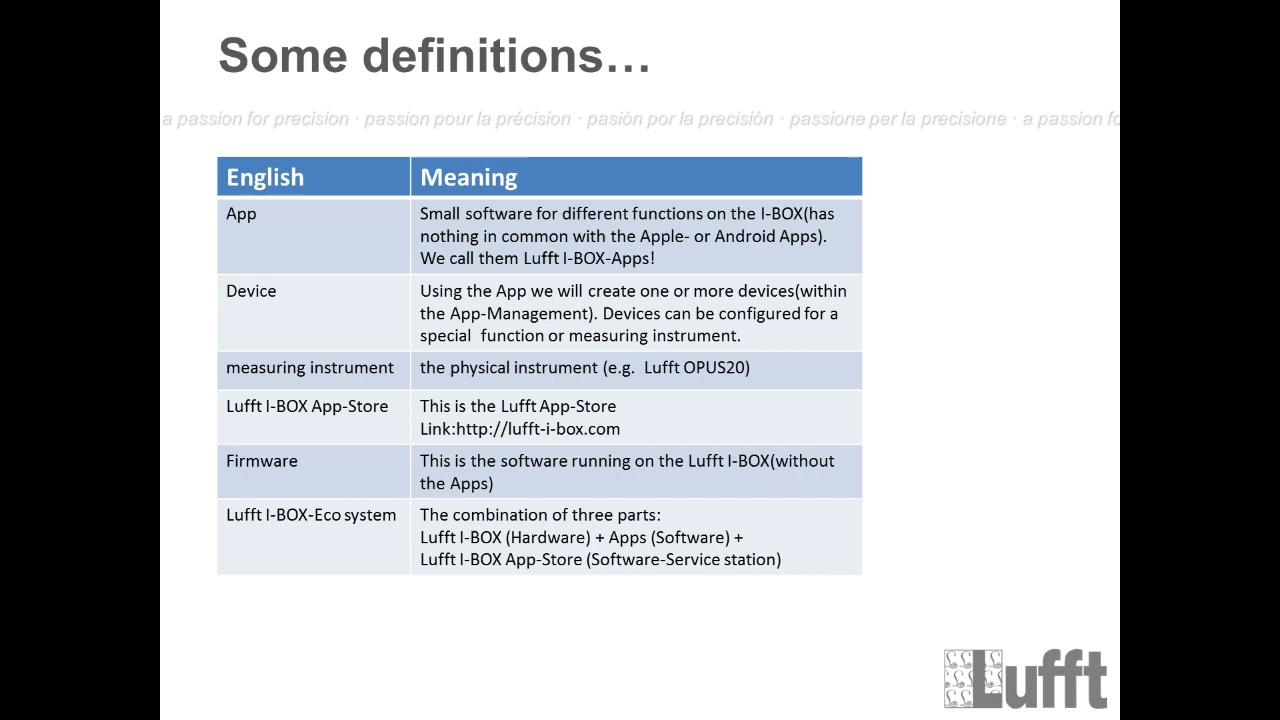 Some definitions…
a passion for precision · passion pour la précision · pasión por la precisión · passione per la precisione · a passion fo
English Meaning
App Small software for different functions on the I-BOX(has
nothing in common with the Apple- or Android Apps).
We call them Lufft I-BOX-Apps!
Device Using the App we will create one or more devices(within
the App-Management). Devices can be configured for a
special function or measuring instrument.
measuring instrument the physical instrument (e.g. Lufft OPUS20)
Lufft I-BOX App-Store This is the Lufft App-Store
Link:http://lufft-i-box.com
Firmware This is the software running on the Lufft I-BOX(without
the Apps)
Lufft I-BOX-Eco system The combination of three parts:
Lufft I-BOX (Hardware) + Apps (Software) +
Lufft I-BOX App-Store (Software-Service station)
Lufft